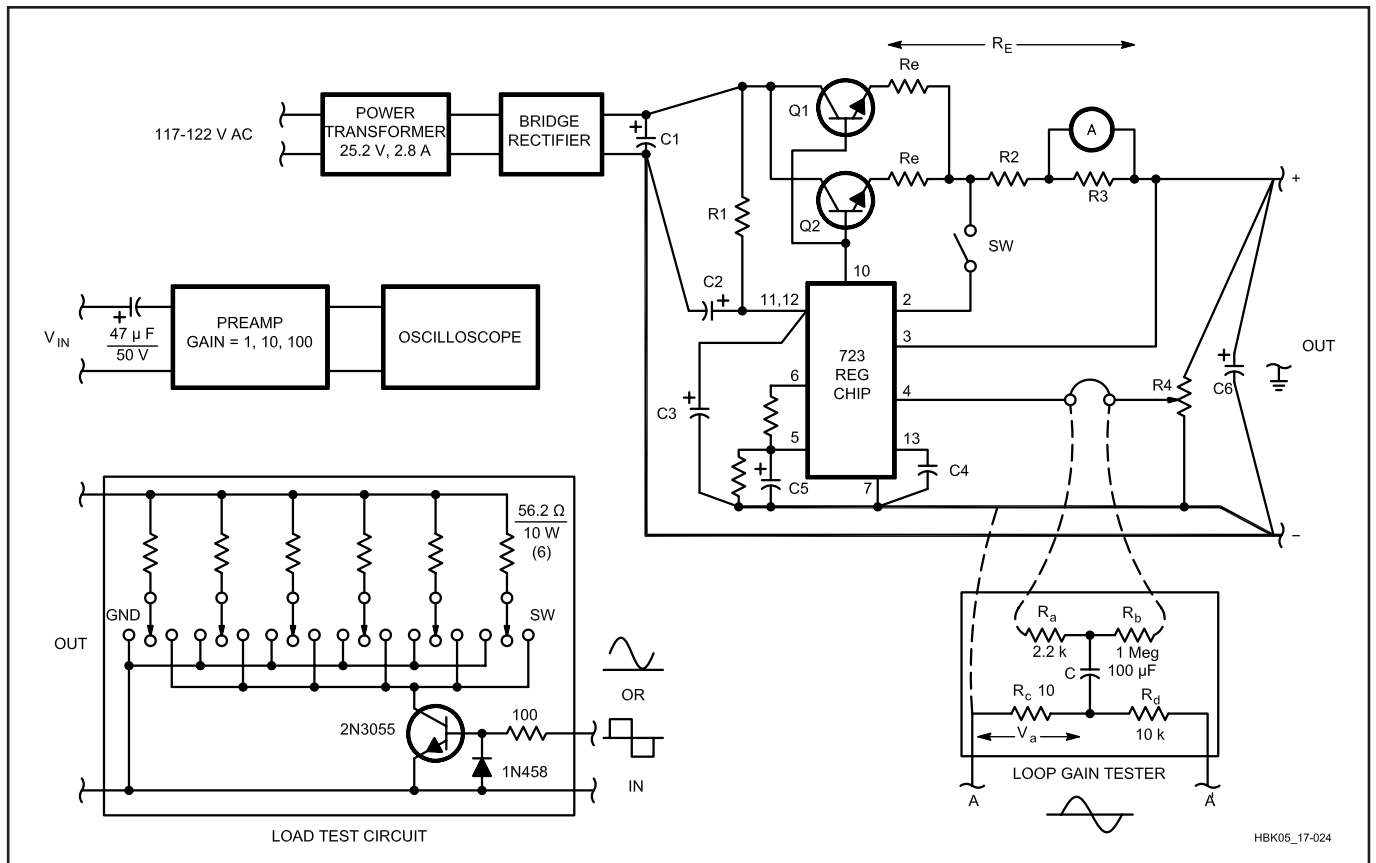 R_E
Re
POWER
TRANSFORMER
25.2 V, 2.8 A
BRIDGE
RECTIFIER
117-122 V AC
+
C1
Q1
A
Re
R2
R3
+
R1
Q2
SW
10
C2
+
11,12
2
3
V_IN
+
47 µ F
50 V
PREAMP
GAIN = 1, 10, 100
OSCILLOSCOPE
723
REG
CHIP
OUT
C3
+
6
4
R4
+
C6
5
13
+
C5
7
C4
–
56.2 Ω
10 W
(6)
GND
SW
OUT
OR
2N3055
100
1N458
IN
LOAD TEST CIRCUIT
R_a
2.2 k
R_b
1 Meg
C
100 µF
R_c 10
R_d
10 k
V_a
LOOP GAIN TESTER
A
A'
HBK05_17-024